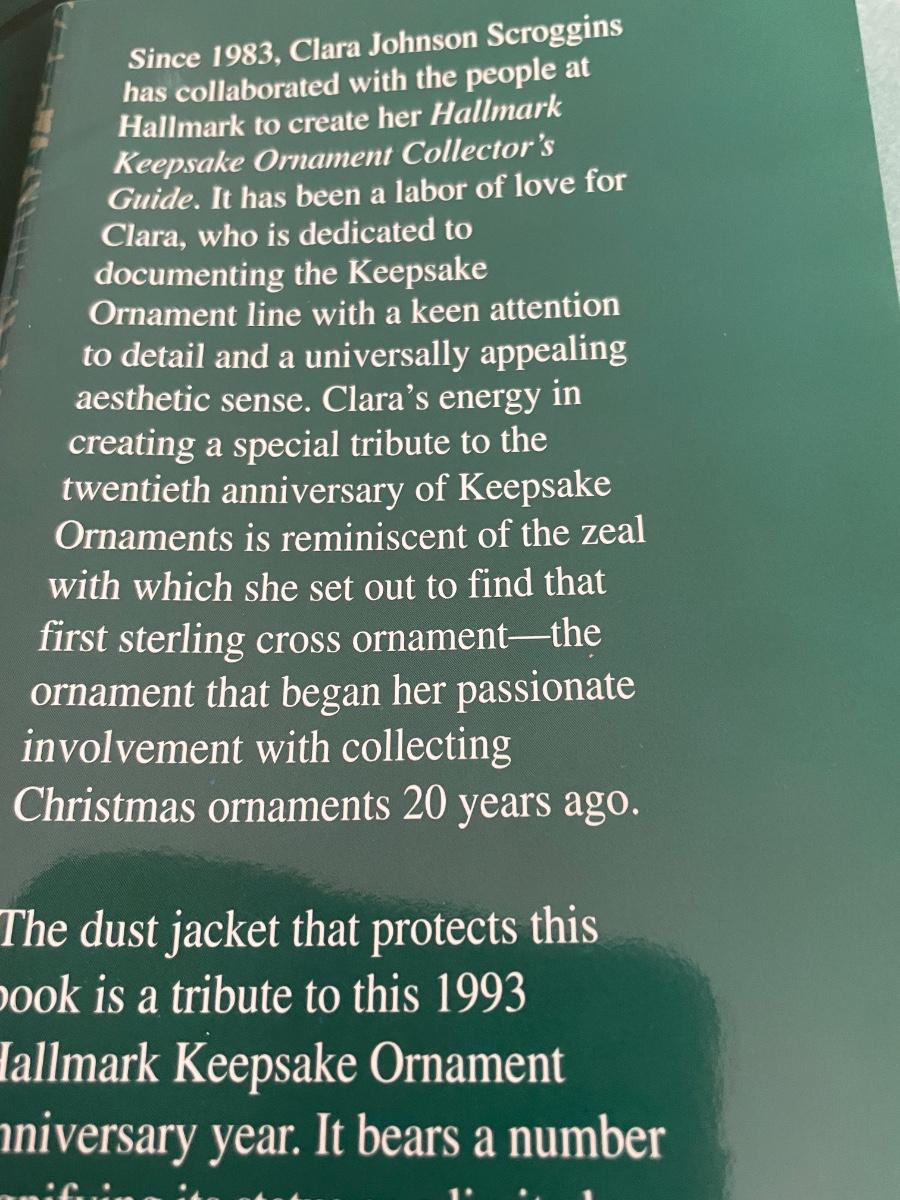 Since 1983, Clara Johnson Scroggins
has collaborated with the people at
Hallmark to create her Hallmark
Keepsake Ornament Collector's
Guide. It has been a labor of love for
Clara, who is dedicated to
documenting the Keepsake
Ornament line with a keen attention
to detail and a universally appealing
aesthetic sense. Clara's energy in
creating a special tribute to the
twentieth anniversary of Keepsake
Ornaments is reminiscent of the zeal
with which she set out to find that
first sterling cross ornament—the
ornament that began her passionate
involvement with collecting
Christmas ornaments 20 years ago.
The dust jacket that protects this
book is a tribute to this 1993
Hallmark Keepsake Ornament
nniversary year. It bears a number